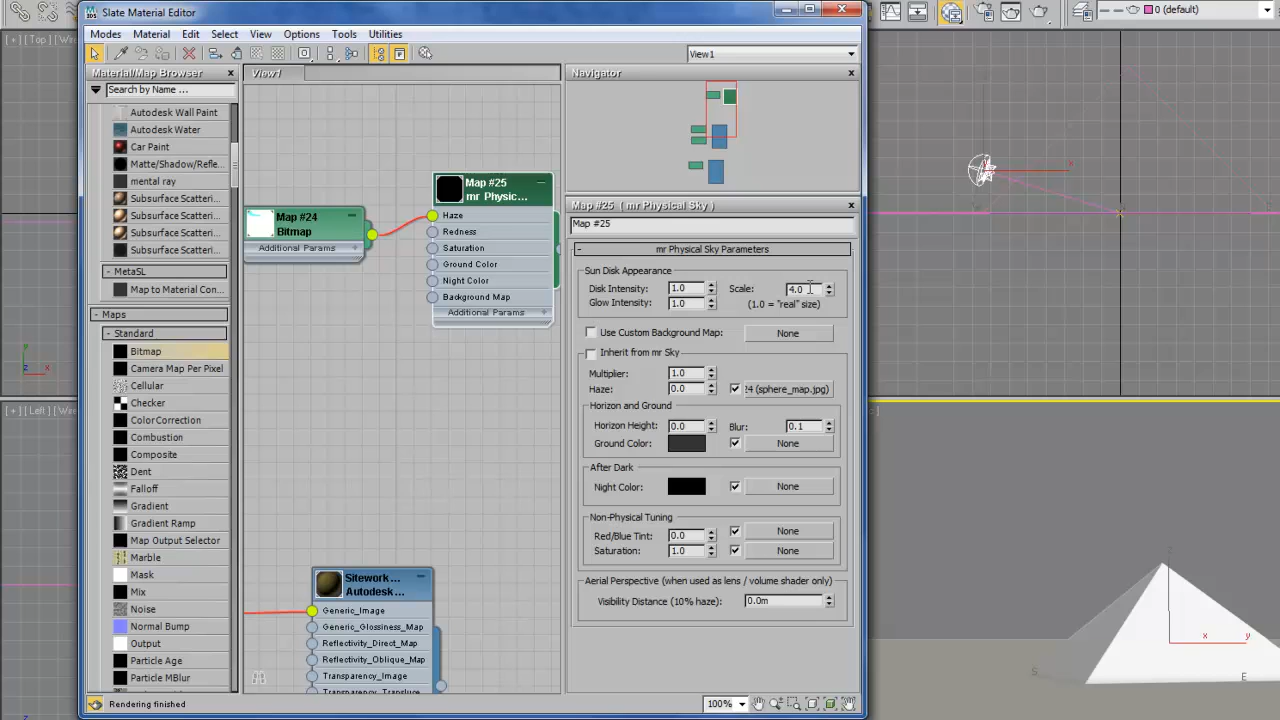 Slate Material Editor
0 (default)
Modes Material Edit Select View Options Tools Utilities
View1
Material/Map Browser
Search by Name ...
Autodesk Wall Paint
Autodesk Water
Car Paint
Matte/Shadow/Refle...
mental ray
Subsurface Scatteri...
Subsurface Scatteri...
Subsurface Scatteri...
Subsurface Scatteri...
- MetaSL
Map to Material Con...
- Maps
- Standard
Bitmap
Camera Map Per Pixel
Cellular
Checker
ColorCorrection
Combustion
Composite
Dent
Falloff
Gradient
Gradient Ramp
Map Output Selector
Marble
Mask
Mix
Noise
Normal Bump
Output
Particle Age
Particle MBlur
Rendering finished
View1
Map #24
Bitmap
Additional Params +
Map #25
mr Physic...
Haze
Redness
Saturation
Ground Color
Night Color
Background Map
Additional Params +
Sitework...
Autodesk...
Generic_Image
Generic_Glossiness_Map
Reflectivity_Direct_Map
Reflectivity_Oblique_Map
Transparency_Image
Navigator
Map #25 ( mr Physical Sky )
Map #25
- mr Physical Sky Parameters
Sun Disk Appearance
Disk Intensity: 1.0 Scale: 4.0
Glow Intensity: 1.0 (1.0 = "real" size)
Use Custom Background Map: None
Inherit from mr Sky
Multiplier: 1.0
Haze: 0.0 24 (sphere_map.jpg)
Horizon and Ground
Horizon Height: 0.0 Blur: 0.1
Ground Color: None
After Dark
Night Color: None
Non-Physical Tuning
Red/Blue Tint: 0.0 None
Saturation: 1.0 None
Aerial Perspective (when used as lens / volume shader only)
Visibility Distance (10% haze): 0.0m
100%
[+] [Top] [Wire
y
z x
[+] [Left] [Wire
x
z
x y
S
E